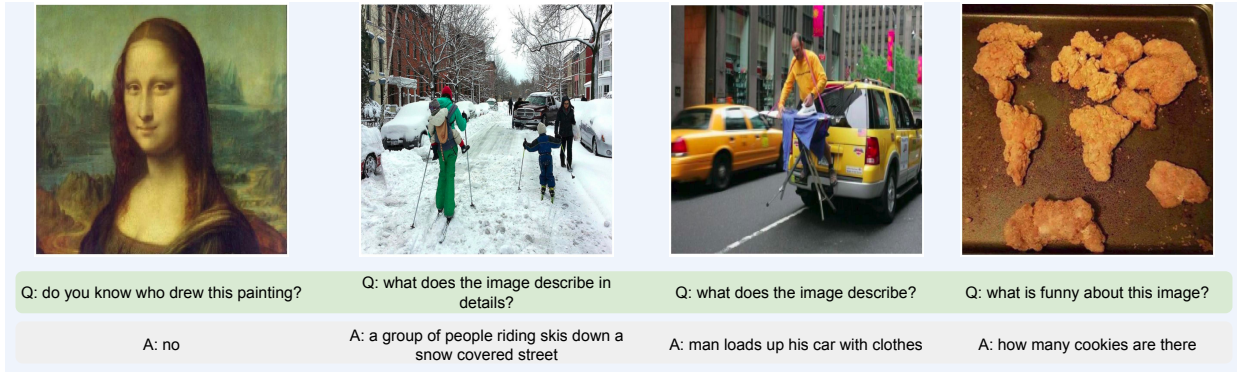 Q: do you know who drew this painting?
A: no
Q: what does the image describe in
details?
A: a group of people riding skis down a
snow covered street
Q: what does the image describe?
A: man loads up his car with clothes
Q: what is funny about this image?
A: how many cookies are there